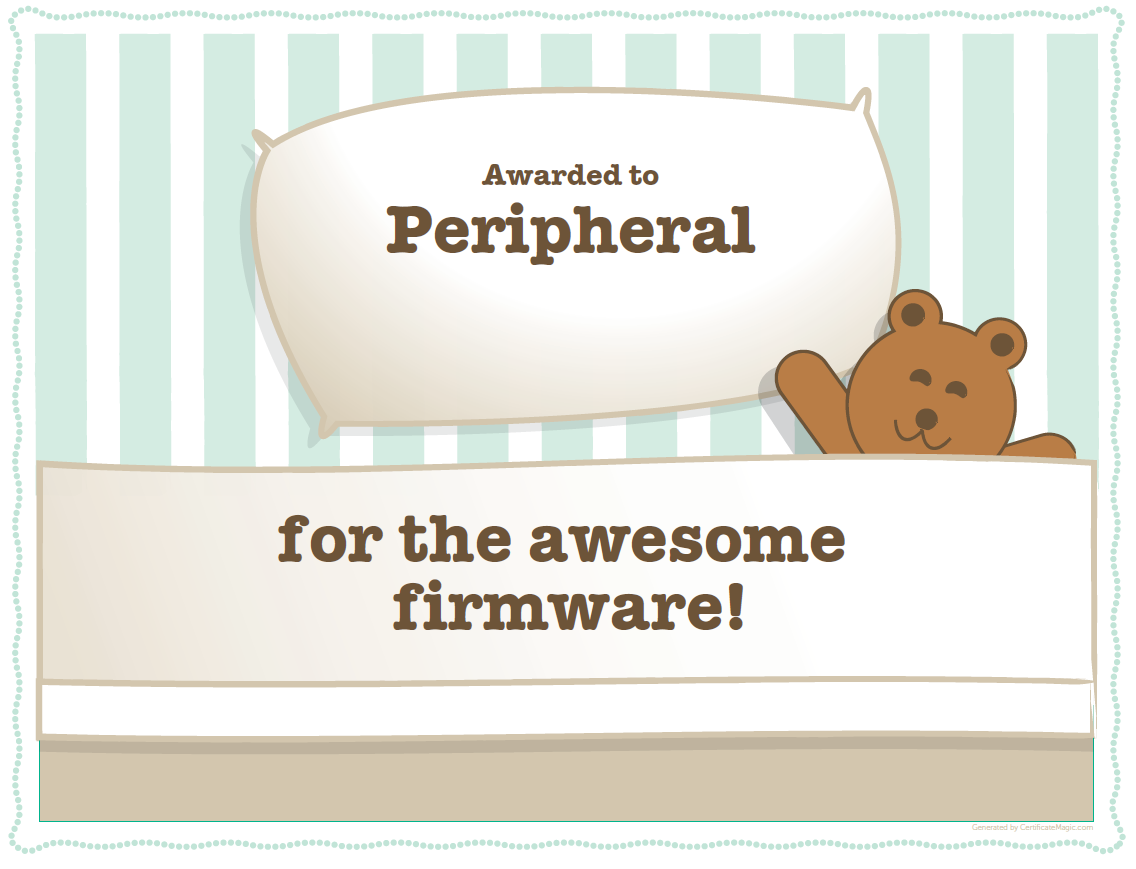 Awarded to
Peripheral
for the awesome
firmware!
Generated by CertificateMagic.com